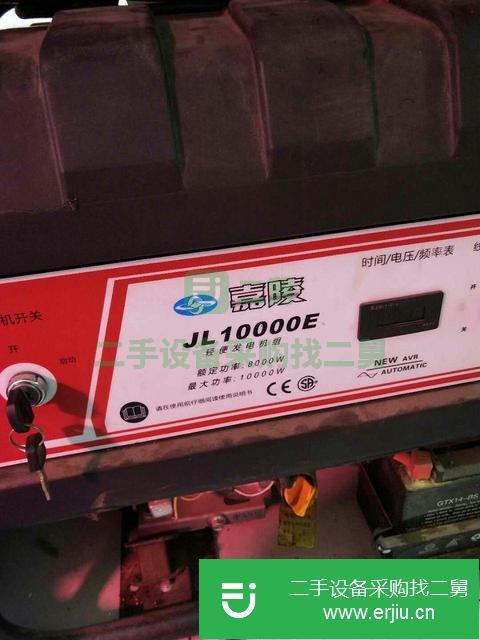 时间/电压/频率表
机开关
开
启动
嘉陵
JL10000E
轻便发电机组
额定功率:8000W
最大功率:10000W
请在使用前仔细阅读使用说明书
CE
开
关
NEW AVR
AUTOMATIC
二手设备采购找二舅
GTX14-BS
二手设备采购找二舅
www.erjiu.cn